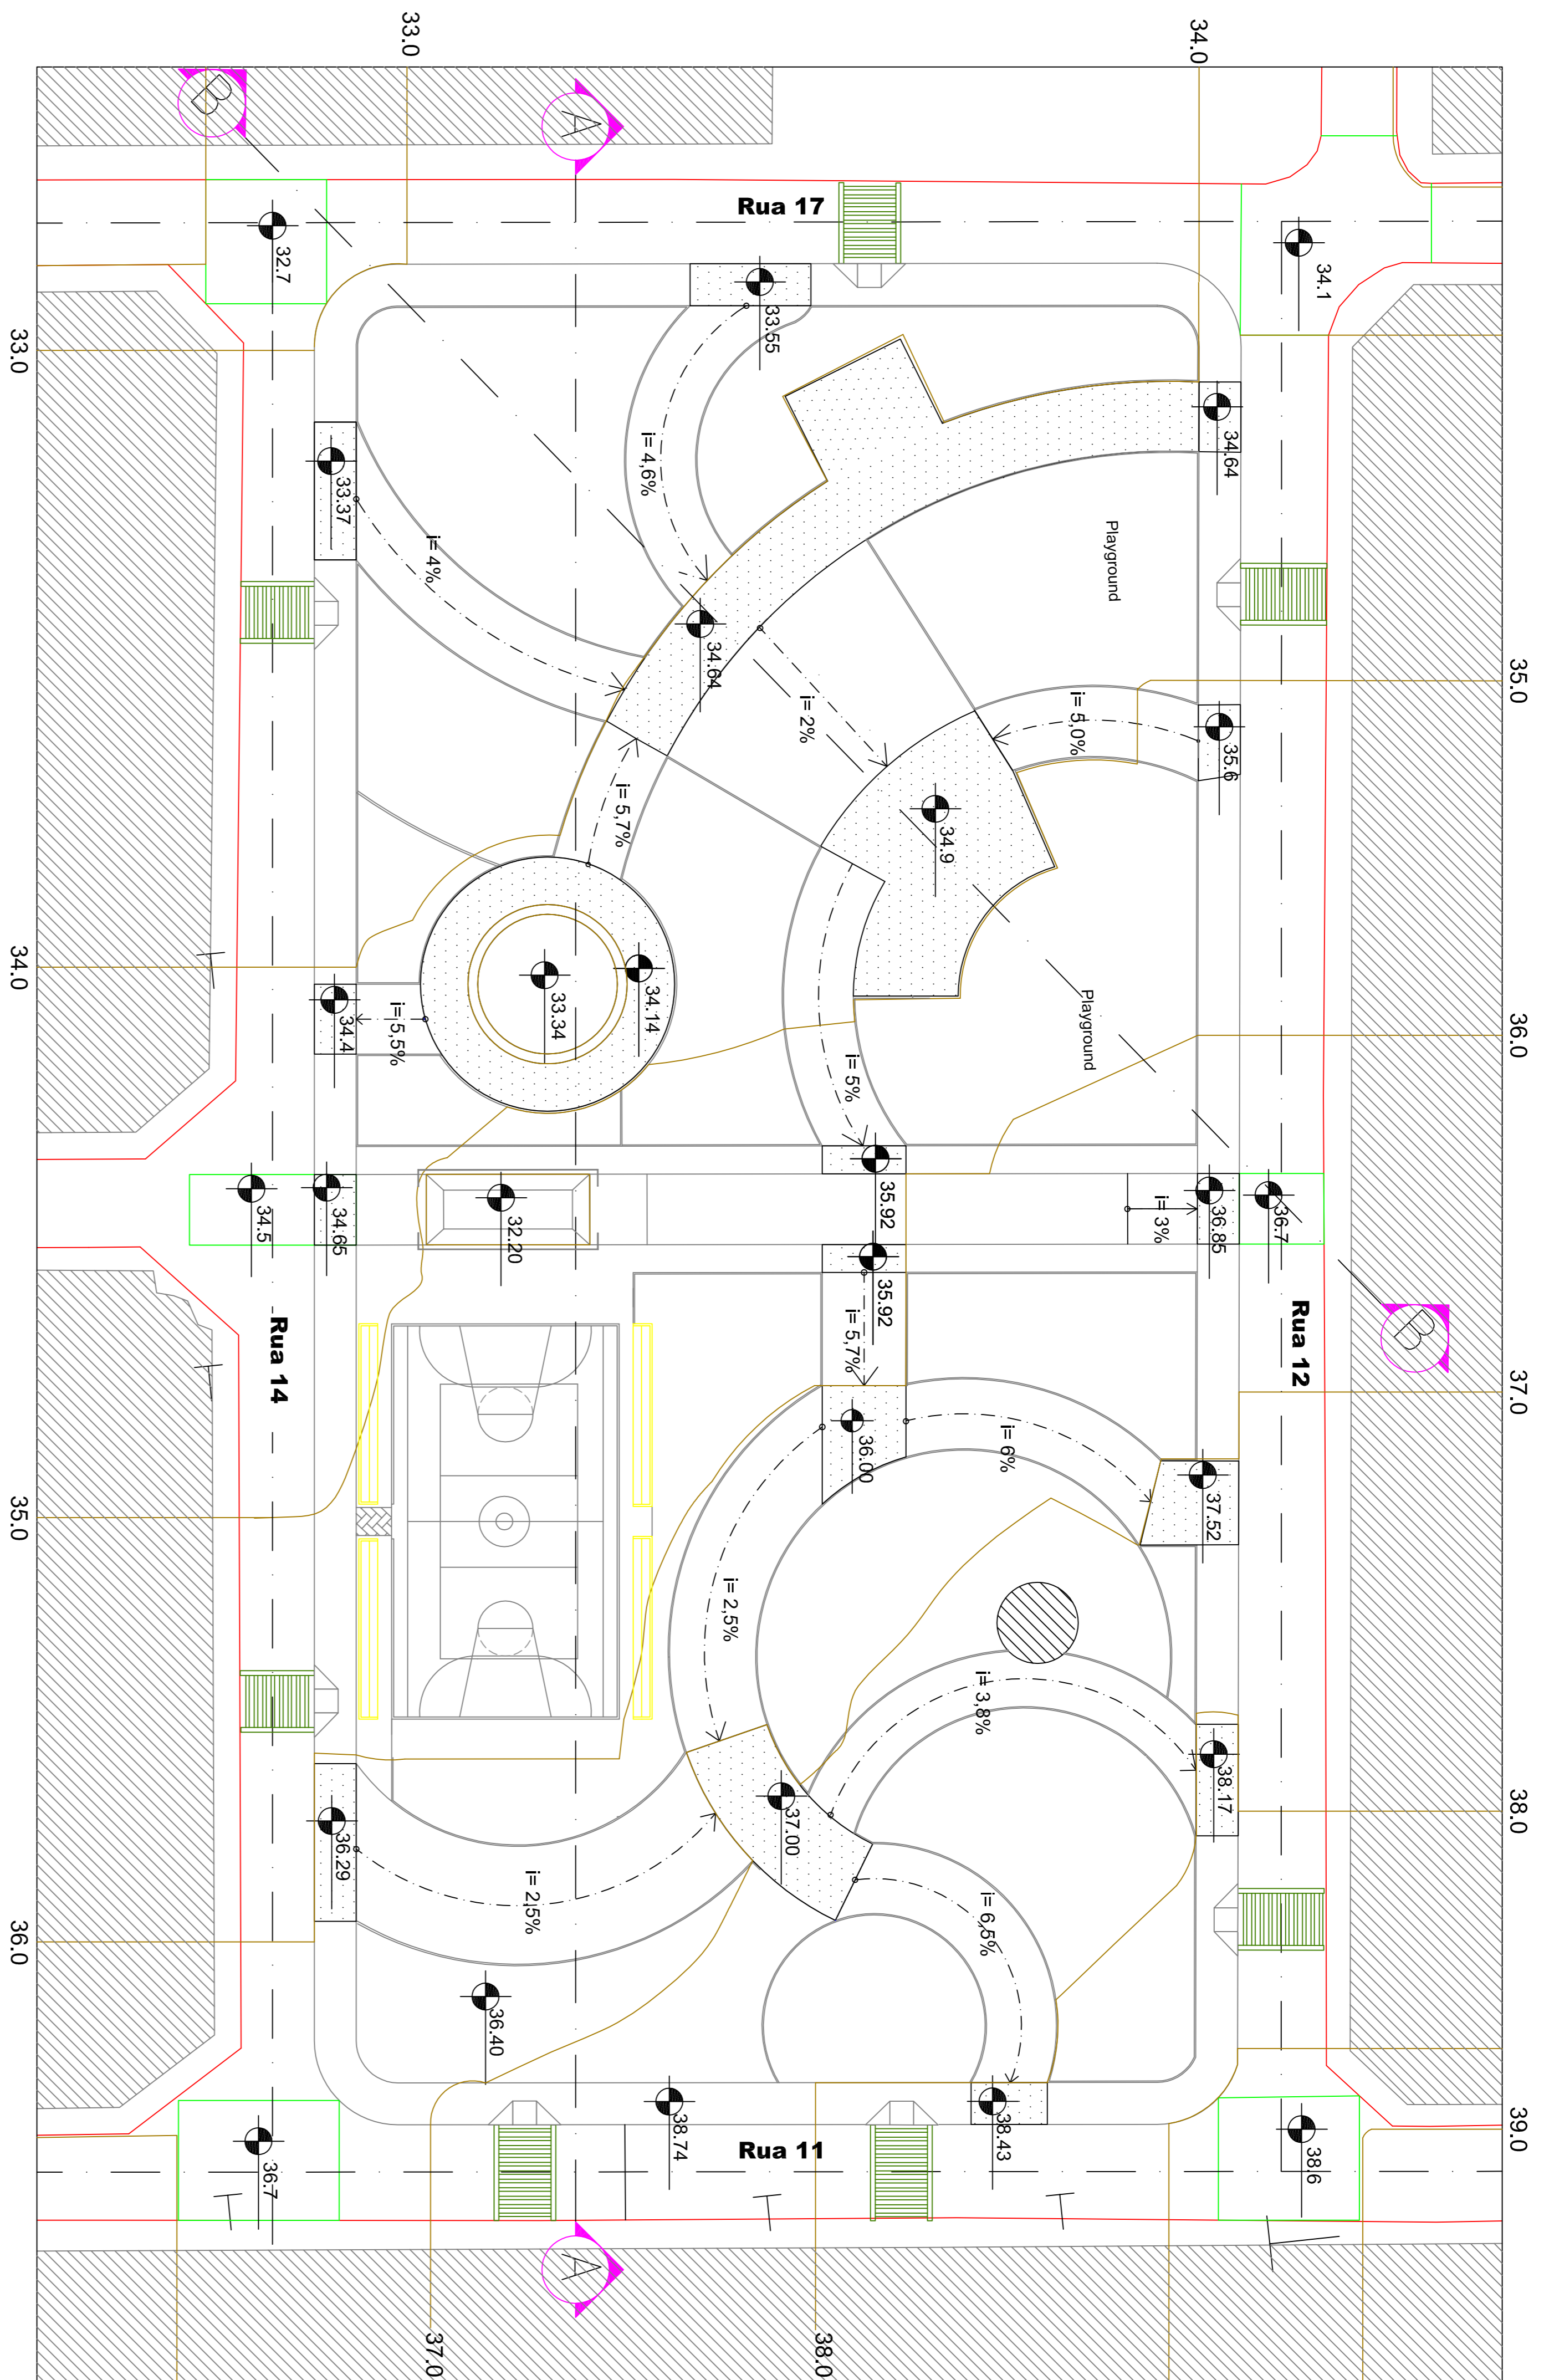 33.0
34.0
B
A
Rua 17
32.7
34.1
33.55
33.0
34.64
i= 4,6%
33.37
i= 4%
Playground
34.64
35.0
i= 2%
i= 5,0%
35.6
i= 5,7%
34.9
34.0
34.14
33.34
34.4
i= 5,5%
36.0
Playground
i= 5%
35.92
34.5
34.65
32.20
i= 3%
36.85
36.7
35.92
i= 5,7%
B
Rua 14
Rua 12
37.0
36.00
i= 6%
37.52
35.0
i= 2,5%
i= 3,8%
38.17
37.00
38.0
36.29
i= 2,5%
i= 6,5%
36.0
36.40
38.74
38.43
38.6
39.0
Rua 11
36.7
A
37.0
38.0